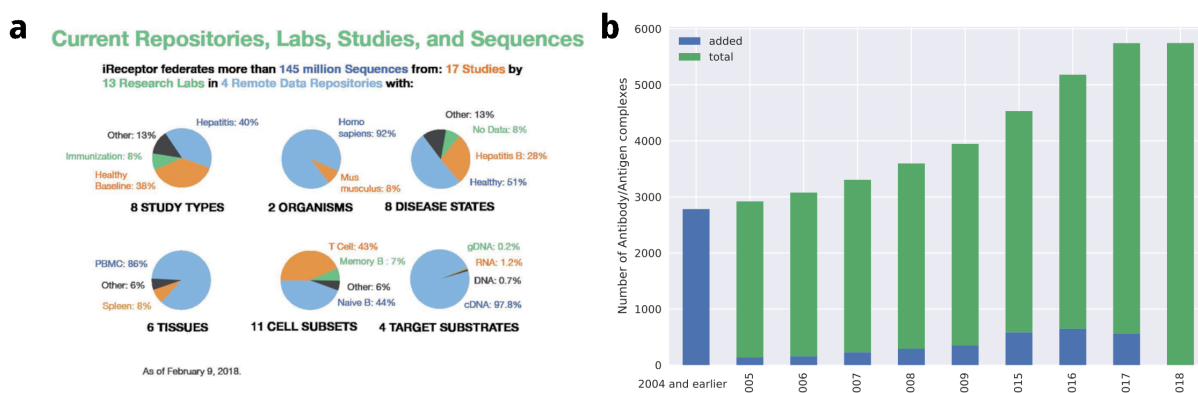 a
Current Repositories, Labs, Studies, and Sequences
iReceptor federates more than 145 million Sequences from: 17 Studies by
13 Research Labs in 4 Remote Data Repositories with:
Hepatitis: 40%
Other: 13%
Immunization: 8%
Healthy
Baseline: 38%
8 STUDY TYPES
Homo
sapiens: 92%
Mus
musculus: 8%
2 ORGANISMS
Other: 13%
No Data: 8%
Hepatitis B: 28%
Healthy: 51%
8 DISEASE STATES
PBMC: 86%
Other: 6%
Spleen: 8%
6 TISSUES
T Cell: 43%
Memory B : 7%
Other: 6%
Naive B: 44%
11 CELL SUBSETS
gDNA: 0.2%
RNA: 1.2%
DNA: 0.7%
cDNA: 97.8%
4 TARGET SUBSTRATES
As of February 9, 2018.
b
added
total
Number of Antibody/Antigen complexes
6000
5000
4000
3000
2000
1000
0
2004 and earlier
005
006
007
008
009
015
016
017
018